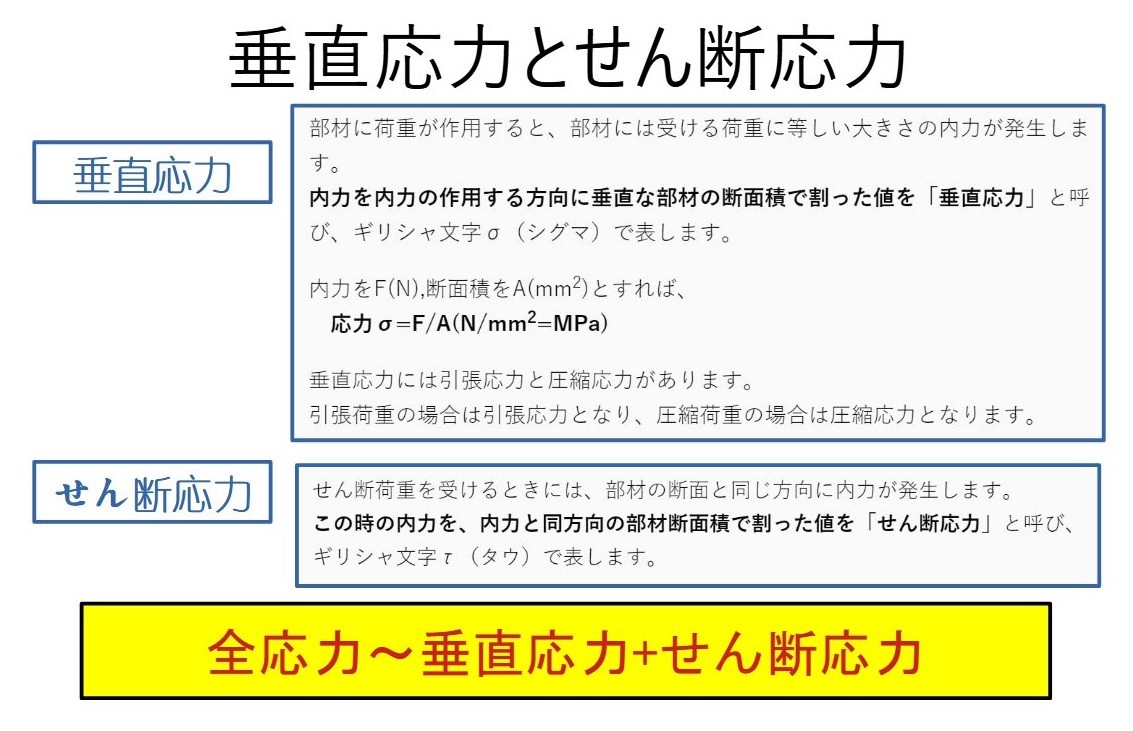 垂直応力とせん断応力
垂直応力
部材に荷重が作用すると、部材には受ける荷重に等しい大きさの内力が発生しま
す。
内力を内力の作用する方向に垂直な部材の断面積で割った値を「垂直応力」と呼
び、ギリシャ文字σ（シグマ）で表します。
内力をF(N),断面積をA(mm²)とすれば、
応力σ=F/A(N/mm²=MPa)
垂直応力には引張応力と圧縮応力があります。
引張荷重の場合は引張応力となり、圧縮荷重の場合は圧縮応力となります。
せん断応力
せん断荷重を受けるときには、部材の断面と同じ方向に内力が発生します。
この時の内力を、内力と同方向の部材断面積で割った値を「せん断応力」と呼び、
ギリシャ文字τ（タウ）で表します。
全応力～垂直応力+せん断応力